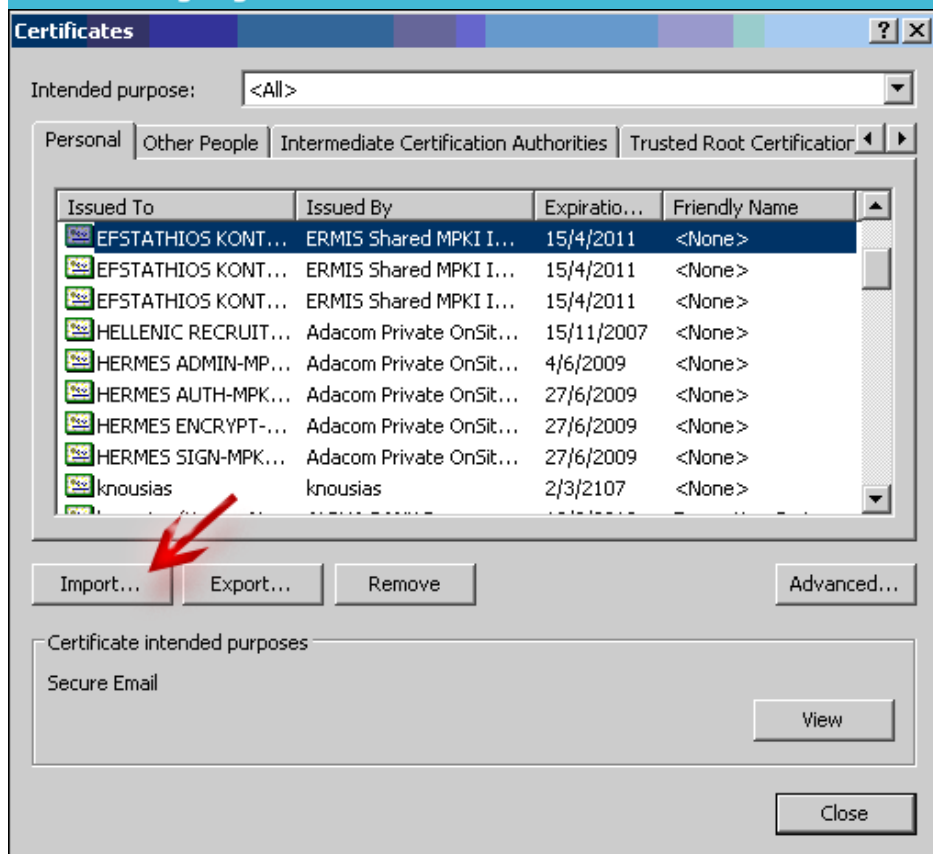 Certificates
Intended purpose: <All>
Personal Other People Intermediate Certification Authorities Trusted Root Certification
Issued To Issued By Expiratio... Friendly Name
EFSTATHIOS KONT... ERMIS Shared MPKI I... 15/4/2011 <None>
EFSTATHIOS KONT... ERMIS Shared MPKI I... 15/4/2011 <None>
EFSTATHIOS KONT... ERMIS Shared MPKI I... 15/4/2011 <None>
HELLENIC RECRUIT... Adacom Private OnSit... 15/11/2007 <None>
HERMES ADMIN-MP... Adacom Private OnSit... 4/6/2009 <None>
HERMES AUTH-MPK... Adacom Private OnSit... 27/6/2009 <None>
HERMES ENCRYPT-... Adacom Private OnSit... 27/6/2009 <None>
HERMES SIGN-MPK... Adacom Private OnSit... 27/6/2009 <None>
knousias knousias 2/3/2107 <None>
Import... Export... Remove Advanced...
Certificate intended purposes
Secure Email
View
Close